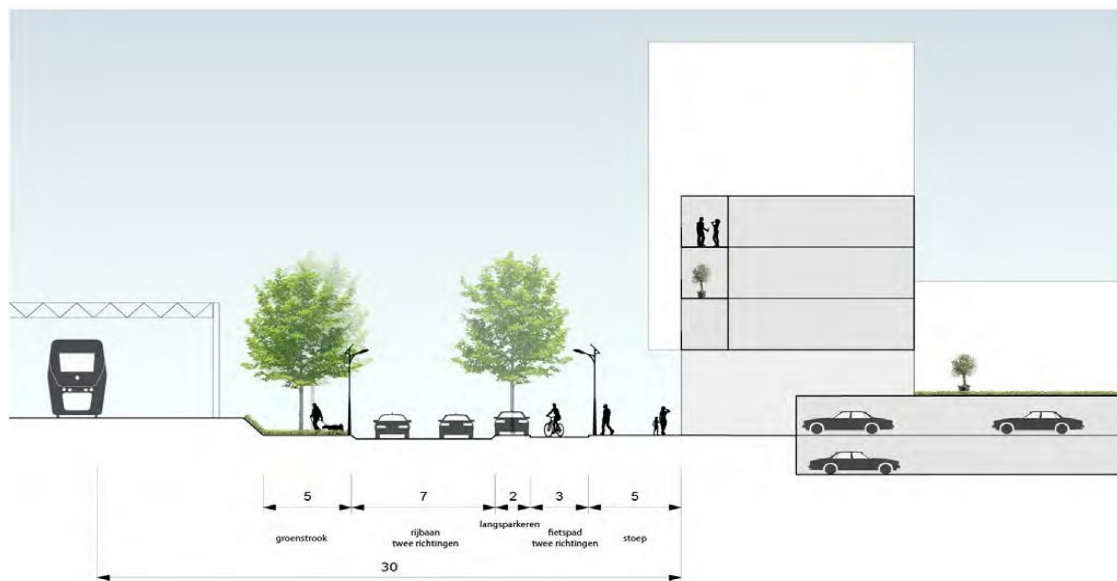 5 7 2 3 5
langsparkeren
groenstrook rijbaan fietspad stoep
twee richtingen twee richtingen
30